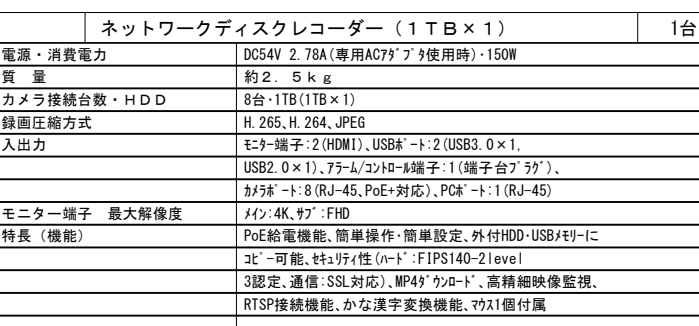 ネットワークディスクレコーダー（１ＴＢ×１） 1台
電源・消費電力 DC54V 2.78A(専用ACｱﾀﾞﾌﾟﾀ使用時)･150W
質　量 約２．５ｋｇ
カメラ接続台数・ＨＤＤ 8台･1TB(1TB×1)
録画圧縮方式 H.265､H.264､JPEG
入出力 ﾓﾆﾀｰ端子:2(HDMI)､USBﾎﾟｰﾄ:2(USB3.0×1,
USB2.0×1)､ｱﾗｰﾑ/ｺﾝﾄﾛｰﾙ端子:1(端子台ﾌﾟﾗｸﾞ)､
ｶﾒﾗﾎﾟｰﾄ:8(RJ-45､PoE+対応)､PCﾎﾟｰﾄ:1(RJ-45)
モニター端子　最大解像度 ﾒｲﾝ:4K､ｻﾌﾞ:FHD
特長（機能） PoE給電機能､簡単操作･簡単設定､外付HDD･USBﾒﾓﾘｰに
ｺﾋﾟｰ可能､ｾｷｭﾘﾃｨ性(ﾊｰﾄﾞ:FIPS140-2level
3認定､通信:SSL対応)､MP4ﾀﾞｳﾝﾛｰﾄﾞ､高精細映像監視､
RTSP接続機能､かな漢字変換機能､ﾏｳｽ1個付属